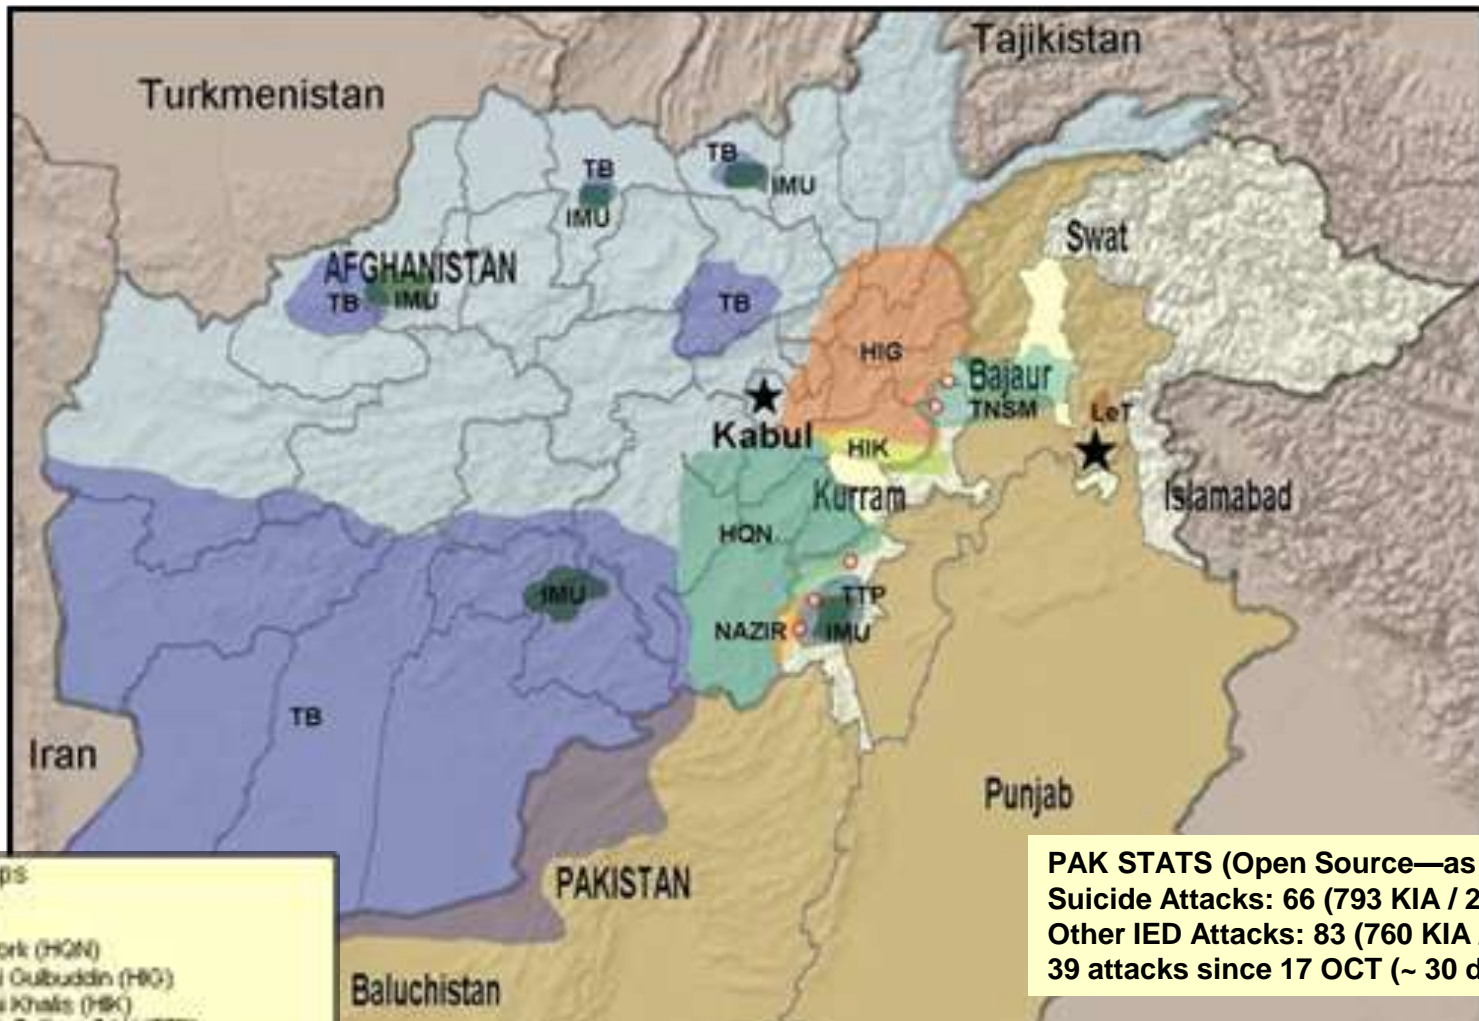 Tajikistan
Turkmenistan
TB
TB
IMU
IMU
Swat
AFGHANISTAN
TB
IMU
TB
HIG
Bajaur
TNSM
LeT
Kabul
HIK
Kurram
Islamabad
HQN
IMU
TTP
NAZIR
IMU
TB
Iran
Punjab
PAKISTAN
Baluchistan
ps
ork (HQN)
i Gulbuddin (HIG)
i Khalis (HIK)
PAK STATS (Open Source—as
Suicide Attacks: 66 (793 KIA / 2
Other IED Attacks: 83 (760 KIA
39 attacks since 17 OCT (~ 30 d